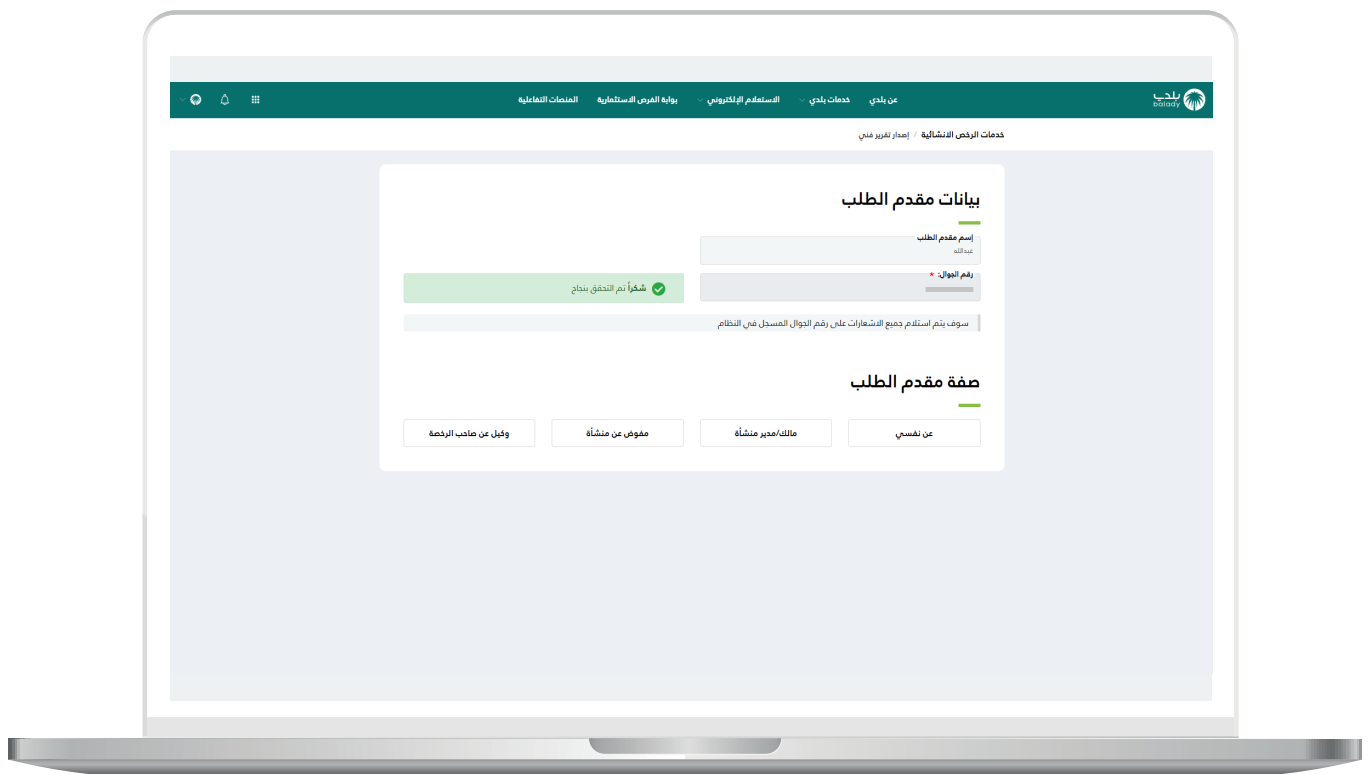 بلدي
balady
عن بلدي
خدمات بلدي
الاستعلام الإلكتروني
بوابة الفرص الاستثمارية
المنصات التفاعلية
خدمات الرخص الانشائية / إصدار تقرير فني
بيانات مقدم الطلب
إسم مقدم الطلب
عبدالله
رقم الجوال: *
شكراً تم التحقق بنجاح
سوف يتم استلام جميع الاشعارات على رقم الجوال المسجل في النظام
صفة مقدم الطلب
عن نفسي
مالك/مدير منشأة
مفوض عن منشأة
وكيل عن صاحب الرخصة